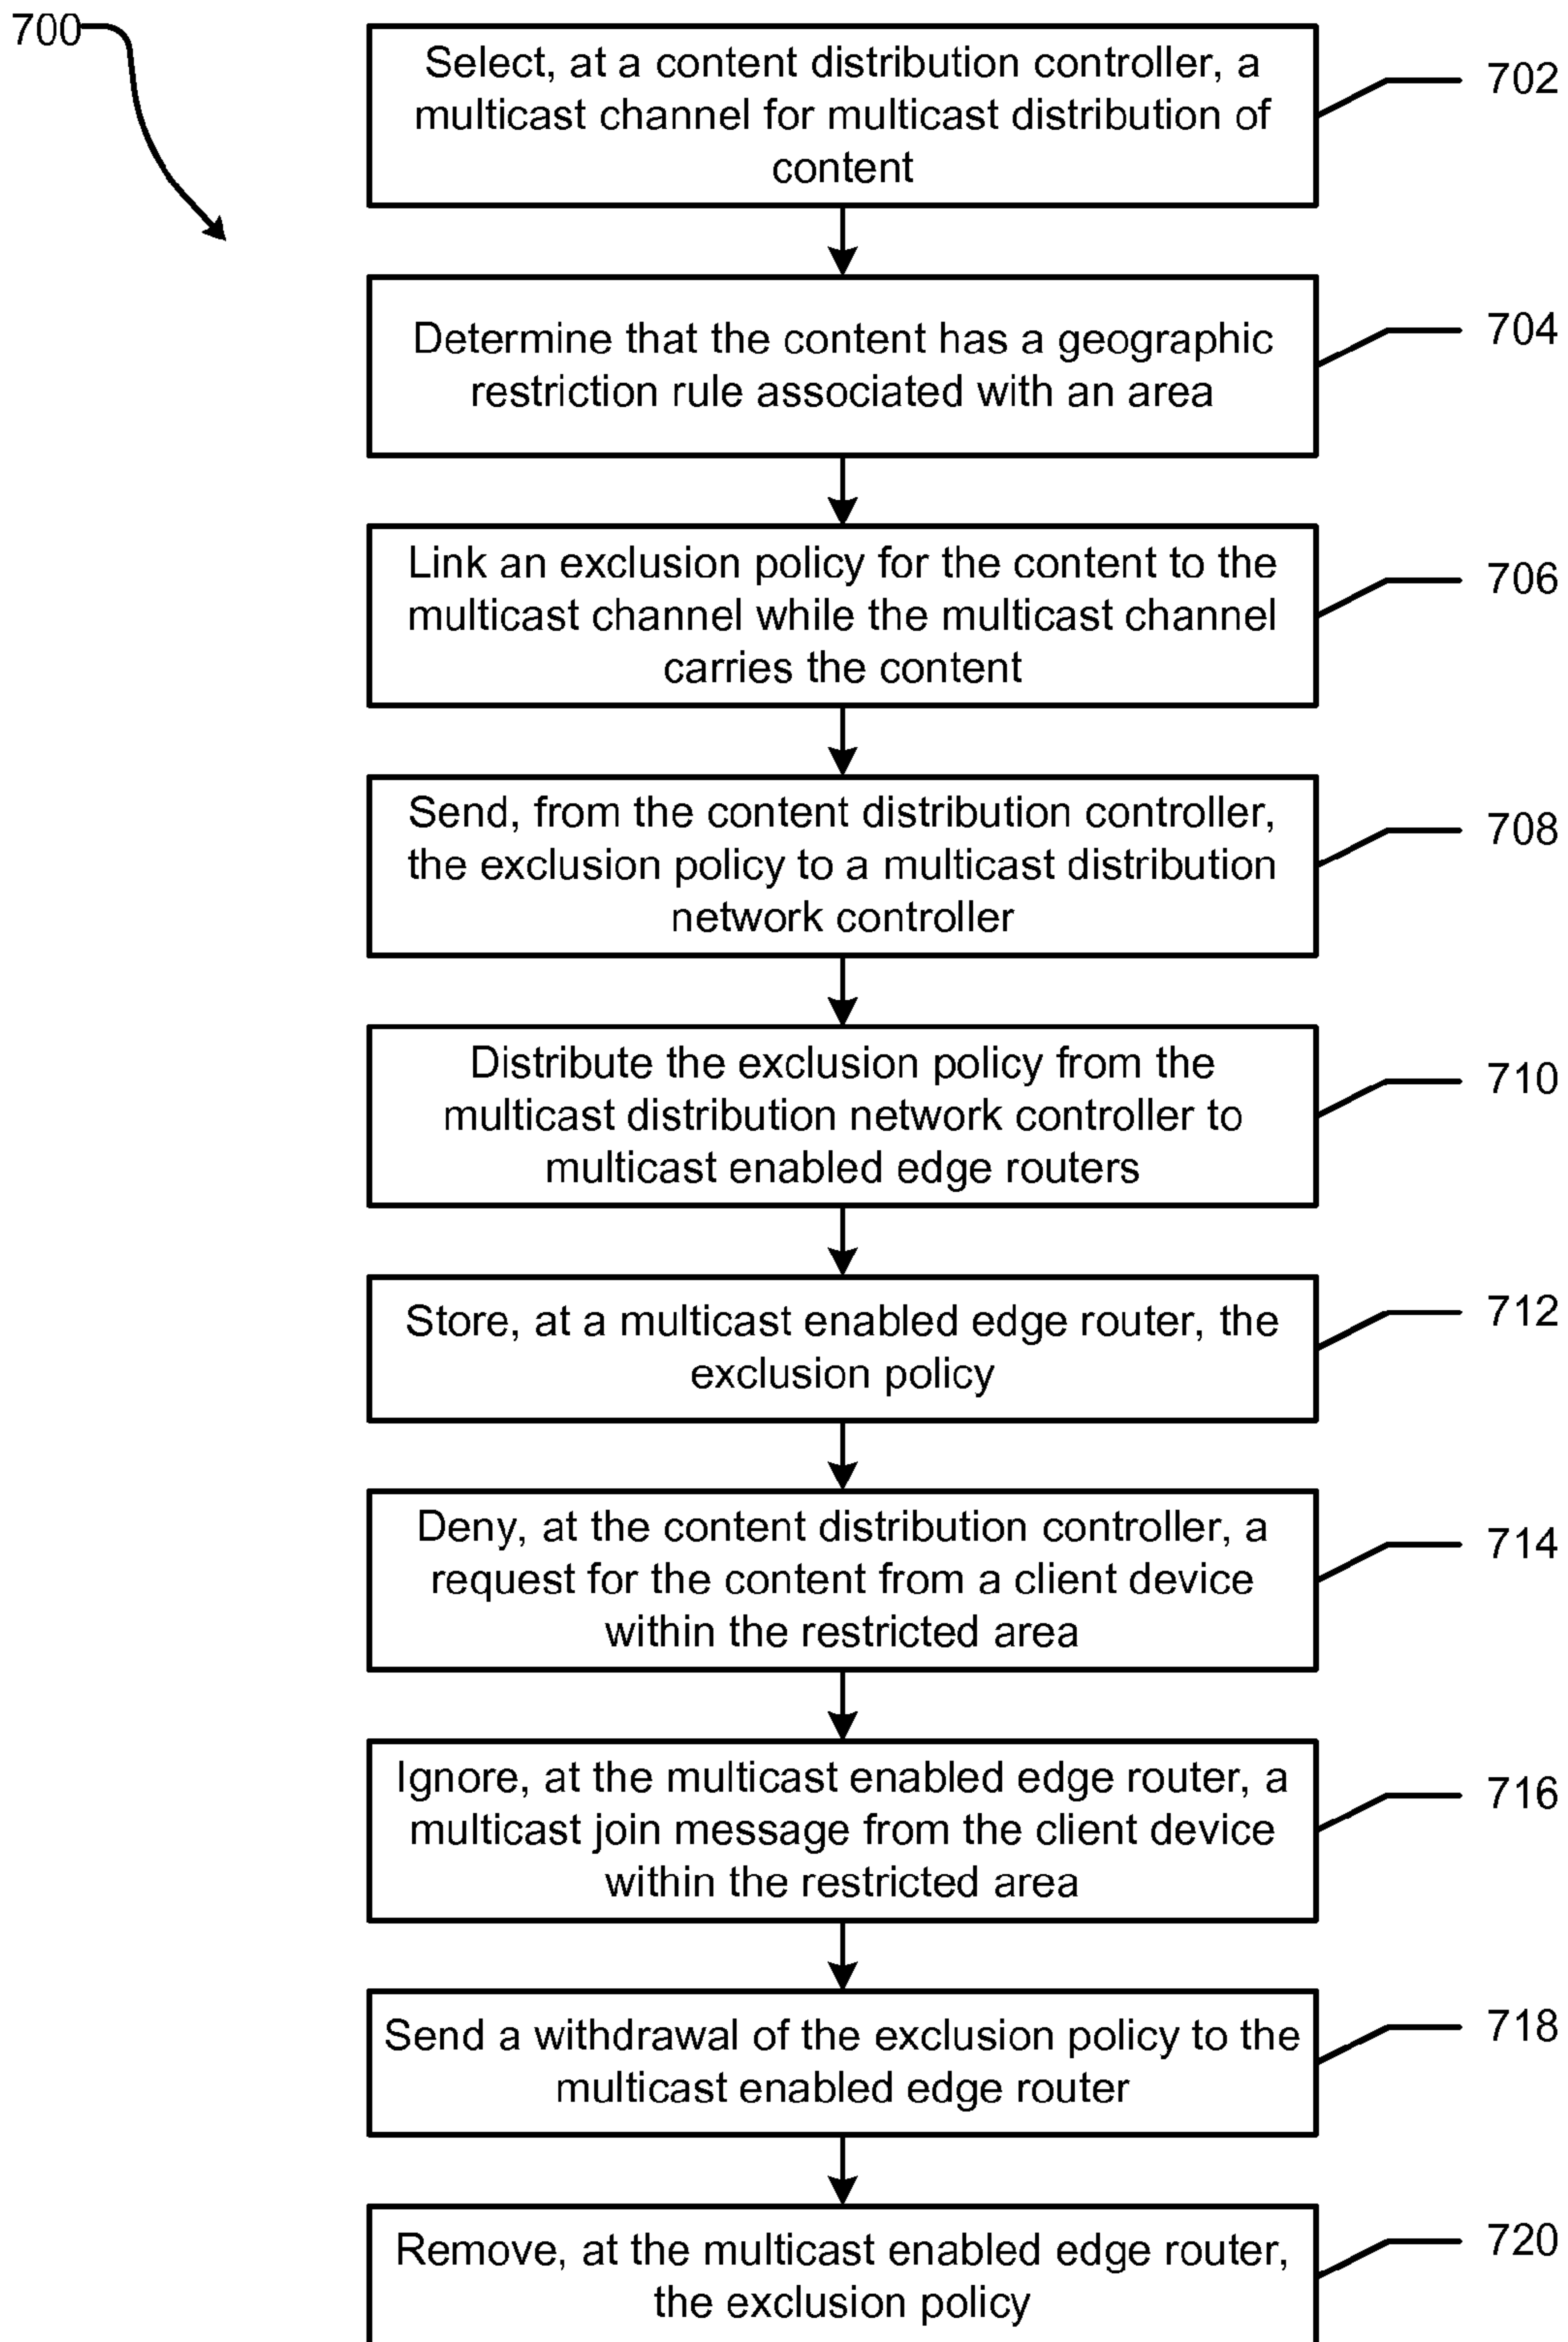 700
Select, at a content distribution controller, a
multicast channel for multicast distribution of
content
702
Determine that the content has a geographic
restriction rule associated with an area
704
Link an exclusion policy for the content to the
multicast channel while the multicast channel
carries the content
706
Send, from the content distribution controller,
the exclusion policy to a multicast distribution
network controller
708
Distribute the exclusion policy from the
multicast distribution network controller to
multicast enabled edge routers
710
Store, at a multicast enabled edge router, the
exclusion policy
712
Deny, at the content distribution controller, a
request for the content from a client device
within the restricted area
714
Ignore, at the multicast enabled edge router, a
multicast join message from the client device
within the restricted area
716
Send a withdrawal of the exclusion policy to the
multicast enabled edge router
718
Remove, at the multicast enabled edge router,
the exclusion policy
720